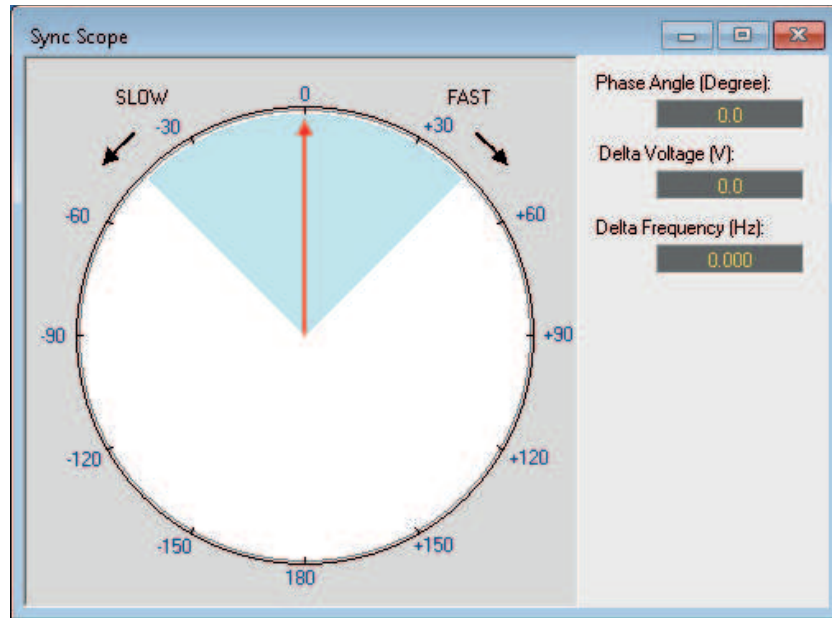 Sync Scope
SLOW
0
FAST
-30
+30
-60
+60
-90
+90
-120
+120
-150
+150
180
Phase Angle (Degree):
0.0
Delta Voltage (V):
0.0
Delta Frequency (Hz):
0.000